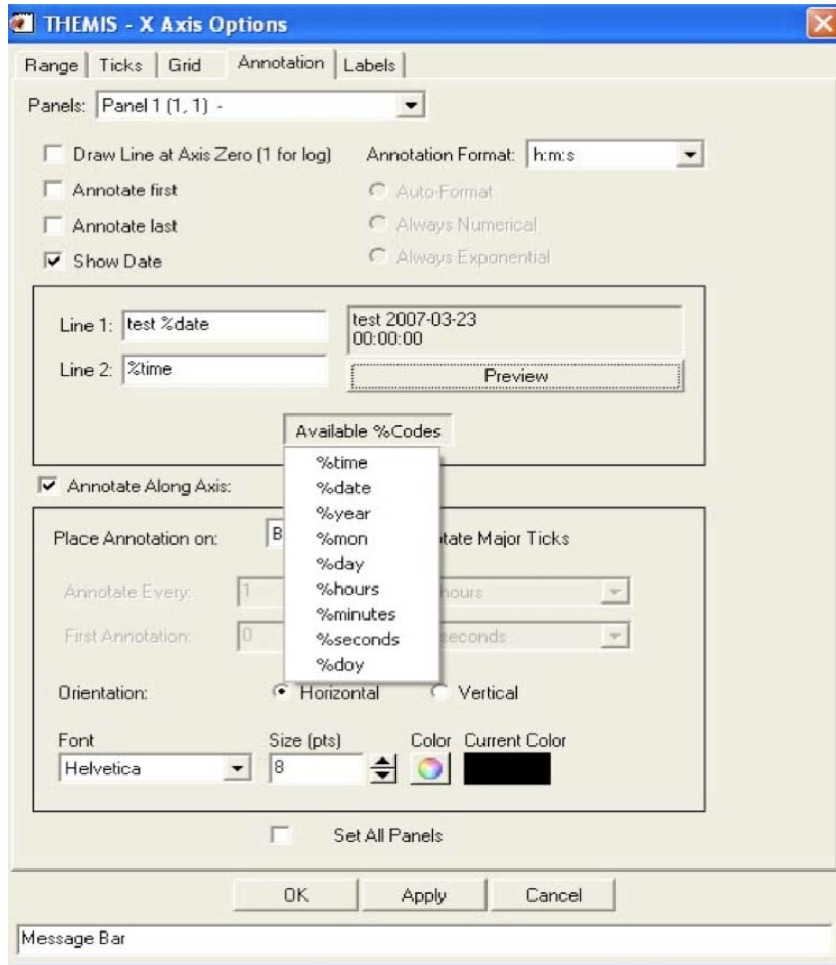 THEMIS - X Axis Options
Range Ticks Grid Annotation Labels
Panels: Panel 1 (1, 1) -
Draw Line at Axis Zero (1 for log) Annotation Format: h:m:s
Annotate first Auto-Format
Annotate last Always Numerical
Show Date Always Exponential
Line 1: test %date test 2007-03-23
00:00:00
Line 2: %time Preview
Available %Codes
%time
%date
%year
%mon
%day
%hours
%minutes
%seconds
%doy
Annotate Along Axis:
Place Annotation on: B tate Major Ticks
Annotate Every: 1 hours
First Annotation: 0 seconds
Orientation: Horizontal Vertical
Font Size (pts) Color Current Color
Helvetica 8
Set All Panels
OK Apply Cancel
Message Bar